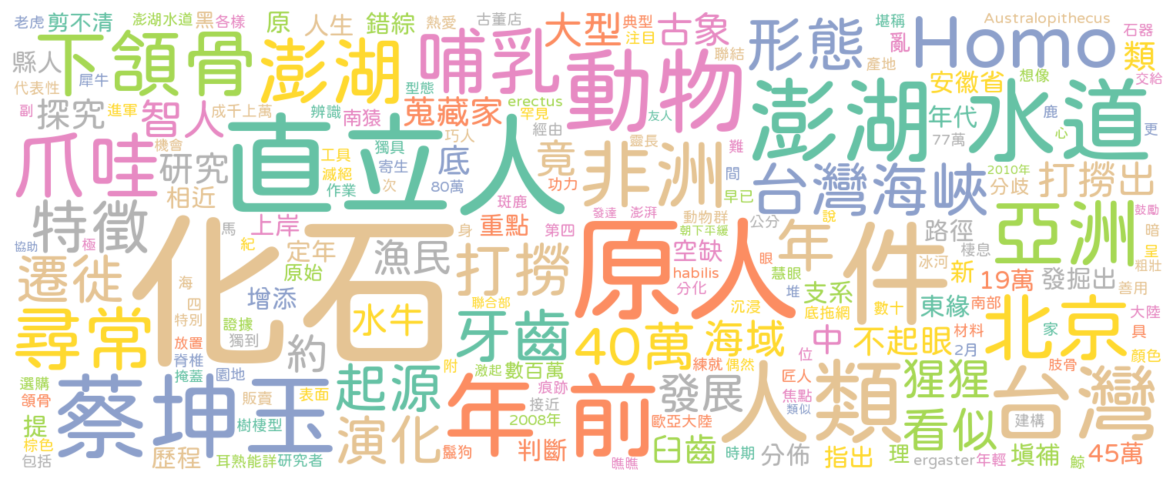 老虎 剪不清 澎湖水道 黑 各樣 原 人生 錯綜 熱愛 古董店 大型 典型 注目 古象 堪稱 Australopithecus
縣人 下頜骨 澎湖 哺乳 動物 聯結 形態 亂 產地 Homo 類 石器 交給
代表性 犀牛 型態 安徽省 想像
副 探究 進軍 智人 成千上萬 辨識 南猿 蒐藏家 erectus 罕見 友人 澎湖水道 年代 鹿 更
爪哇 機會 直立人 巧人 經由 靈長 難 77萬 心
研究 工具 滅絕 作業 獨具 寄生 次 底 竟 非洲 間 台灣海峽 2010年 分歧 打撈出
相近 80萬 斑鹿 功力 早已
特徵 馬 上岸 身 重點 第四 發達 澎湃 動物群 朝下平緩 公分 年 說 路徑 亞洲 鼓勵 暗
協助 極 紀 定年 漁民 打撈 原人 空缺 眼 件 棲息 呈 粗壯
遷徙 化石 原始 habilis 慧眼 冰河 新 19萬 發掘出 善用
海 四 增添 聯合部 分化 沉浸 堆 支系 數十 東緣 南部 大陸
特別 證據 水牛 底拖網 北京
尋常 放置 獨到 約 牙齒 40萬 海域 中 不起眼 材料 家 具
脊椎 附 激起 數百萬 練就 偶然 位 2月 顏色
選購 掩蓋 園地 起源 痕跡 匠人 肢骨
頜骨 蔡坤玉 販賣 表面 接近 年 前 發展 人類 焦點 類似 猩猩 台灣
提 樹棲型 演化 2008年 歐亞大陸 看似 建構
棕色 鬣狗 判斷 臼齒 時期
包括 歷程 耳熟能詳 研究者 瞧瞧 分佈 指出 理 ergaster 年輕 填補 鯨 45萬